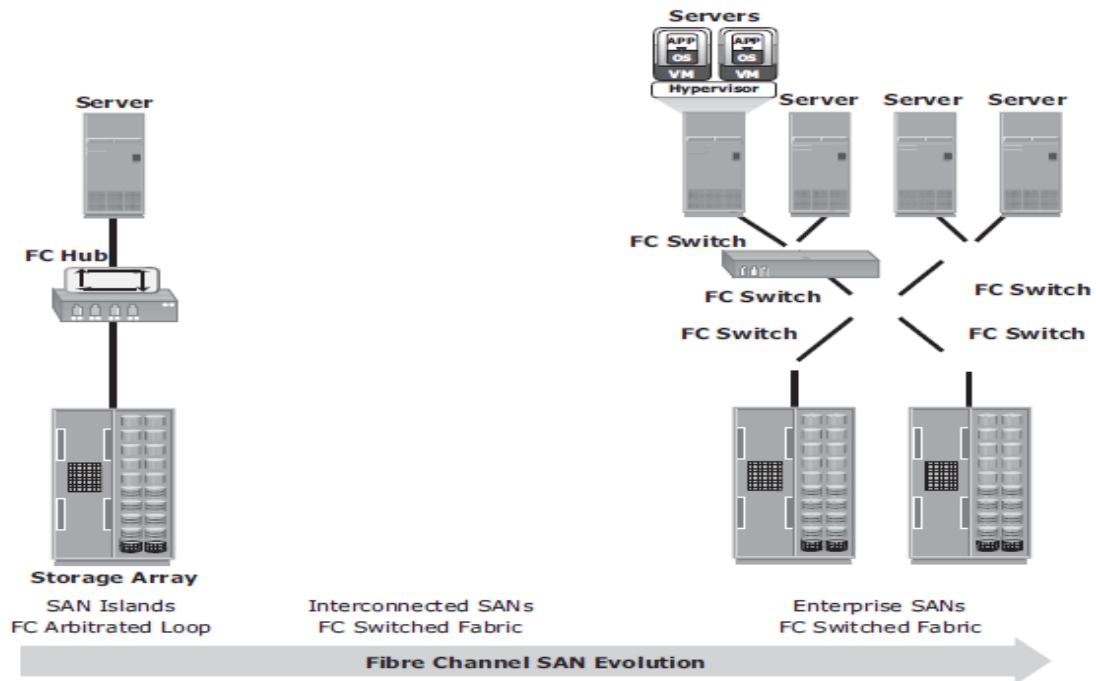 Servers
APP
OS
VM
APP
OS
VM
Hypervisor
Server
Server
Server
Server
FC Hub
FC Switch
FC Switch
FC Switch
FC Switch
FC Switch
Storage Array
SAN Islands
FC Arbitrated Loop
Interconnected SANs
FC Switched Fabric
Enterprise SANs
FC Switched Fabric
Fibre Channel SAN Evolution